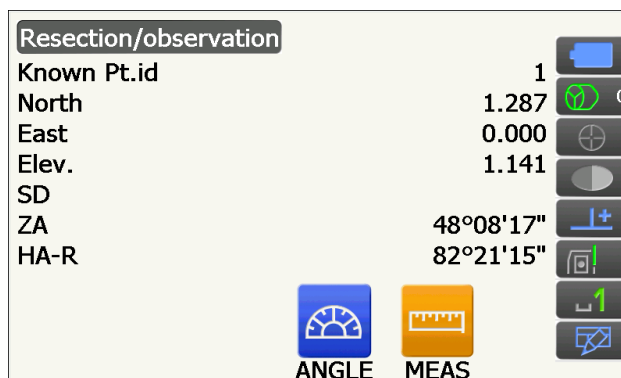 Resection/observation
Known Pt.id 1
North 1.287
East 0.000
Elev. 1.141
SD
ZA 48°08'17"
HA-R 82°21'15"
1
ANGLE MEAS